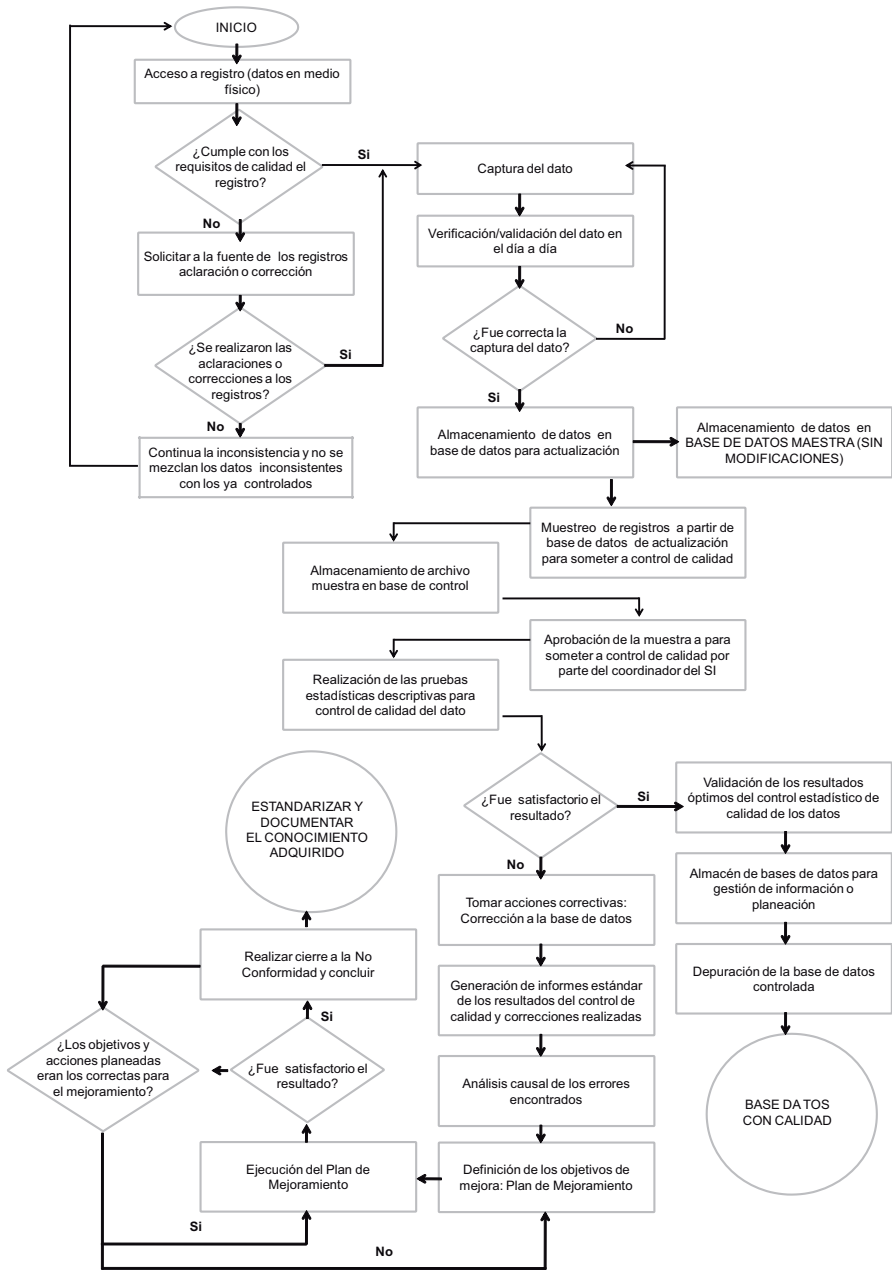 INICIO
Acceso a registro (datos en medio
físico)
¿Cumple con los
requisitos de calidad el
registro?
Si
No
Solicitar a la fuente de los registros
aclaración o corrección
¿Se realizaron las
aclaraciones o
correcciones a los
registros?
Si
No
Continua la inconsistencia y no se
mezclan los datos inconsistentes
con los ya controlados
Captura del dato
Verificación/validación del dato en
el día a día
¿Fue correcta la
captura del dato?
No
Si
Almacenamiento de datos en
base de datos para actualización
Almacenamiento de datos en
BASE DE DATOS MAESTRA (SIN
MODIFICACIONES)
Muestreo de registros a partir de
base de datos de actualización
para someter a control de calidad
Almacenamiento de archivo
muestra en base de control
Aprobación de la muestra a para
someter a control de calidad por
parte del coordinador del SI
Realización de las pruebas
estadísticas descriptivas para
control de calidad del dato
¿Fue satisfactorio el
resultado?
Si
No
Validación de los resultados
óptimos del control estadístico de
calidad de los datos
Almacén de bases de datos para
gestión de información o
planeación
Depuración de la base de datos
controlada
BASE DA TOS
CON CALIDAD
Tomar acciones correctivas:
Corrección a la base de datos
Generación de informes estándar
de los resultados del control de
calidad y correcciones realizadas
Análisis causal de los errores
encontrados
Definición de los objetivos de
mejora: Plan de Mejoramiento
Ejecución del Plan de
Mejoramiento
¿Fue satisfactorio el
resultado?
Si
Realizar cierre a la No
Conformidad y concluir
ESTANDARIZAR Y
DOCUMENTAR
EL CONOCIMIENTO
ADQUIRIDO
¿Los objetivos y
acciones planeadas
eran los correctas para
el mejoramiento?
Si
No